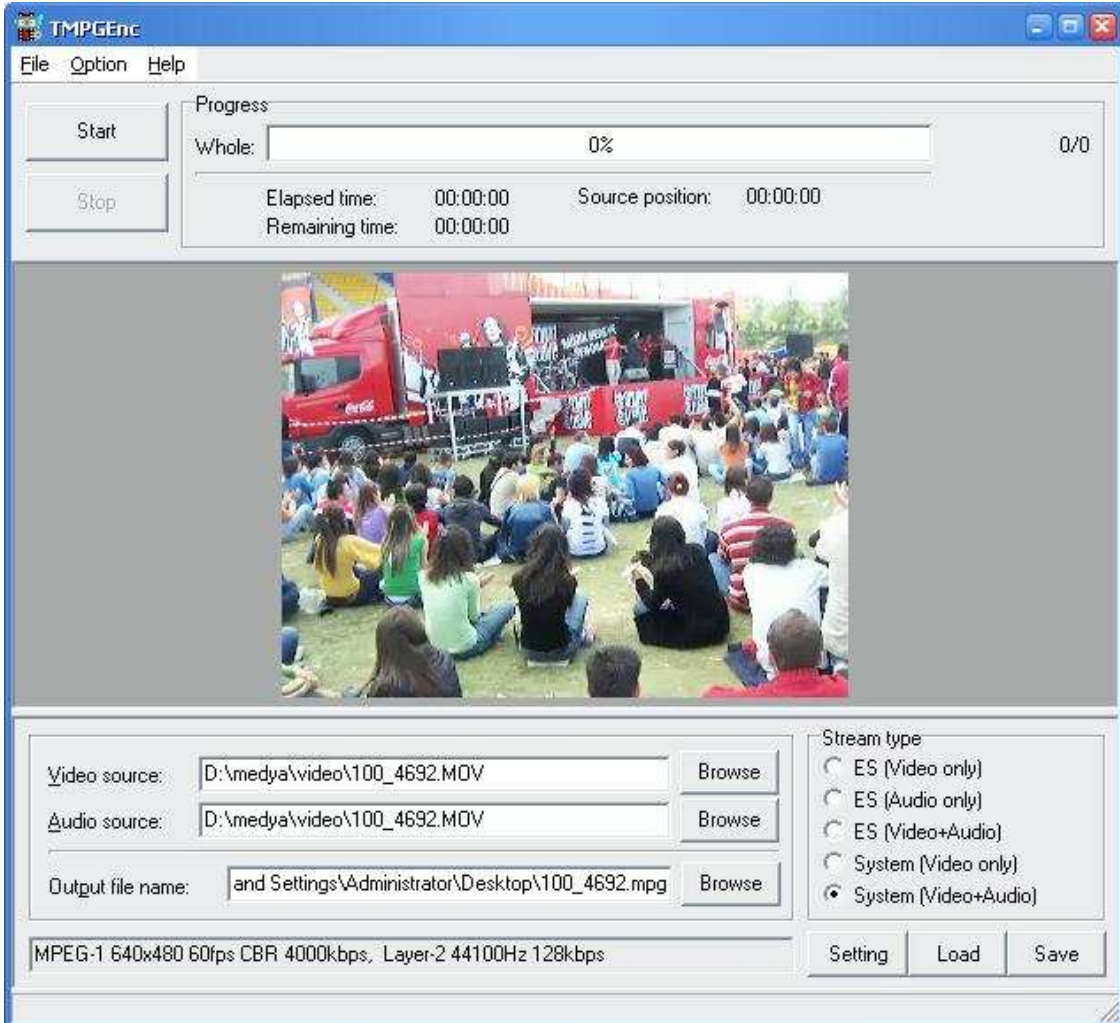 TMPGEnc
File Option Help
Start
Progress
Whole: 0% 0/0
Stop
Elapsed time: 00:00:00 Source position: 00:00:00
Remaining time: 00:00:00
Coca-Cola
Video source: D:\medya\video\100_4692.MOV Browse
Audio source: D:\medya\video\100_4692.MOV Browse
Output file name: and Settings\Administrator\Desktop\100_4692.mpg Browse
Stream type
ES (Video only)
ES (Audio only)
ES (Video+Audio)
System (Video only)
System (Video+Audio)
MPEG-1 640x480 60fps CBR 4000kbps, Layer-2 44100Hz 128kbps
Setting Load Save